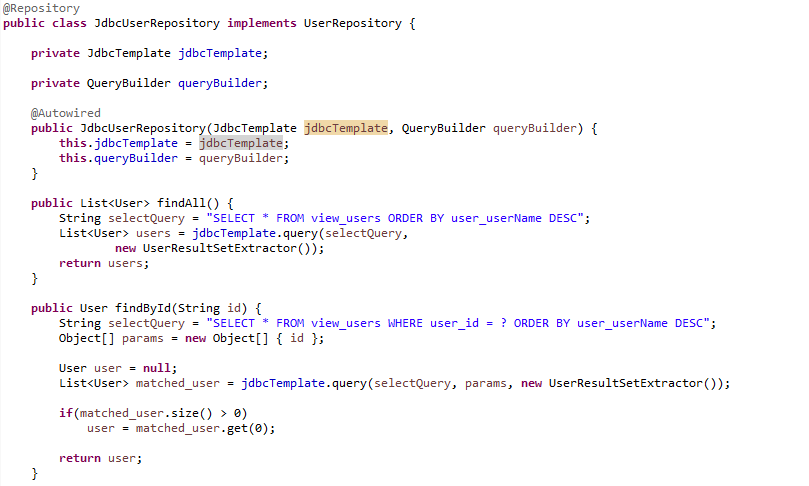 @Repository
public class JdbcUserRepository implements UserRepository {
private JdbcTemplate jdbcTemplate;
private QueryBuilder queryBuilder;
@Autowired
public JdbcUserRepository(JdbcTemplate jdbcTemplate, QueryBuilder queryBuilder) {
this.jdbcTemplate = jdbcTemplate;
this.queryBuilder = queryBuilder;
}
public List<User> findAll() {
String selectQuery = "SELECT * FROM view_users ORDER BY user_userName DESC";
List<User> users = jdbcTemplate.query(selectQuery,
new UserResultSetExtractor());
return users;
}
public User findById(String id) {
String selectQuery = "SELECT * FROM view_users WHERE user_id = ? ORDER BY user_userName DESC";
Object[] params = new Object[] { id };
User user = null;
List<User> matched_user = jdbcTemplate.query(selectQuery, params, new UserResultSetExtractor());
if(matched_user.size() > 0)
user = matched_user.get(0);
return user;
}